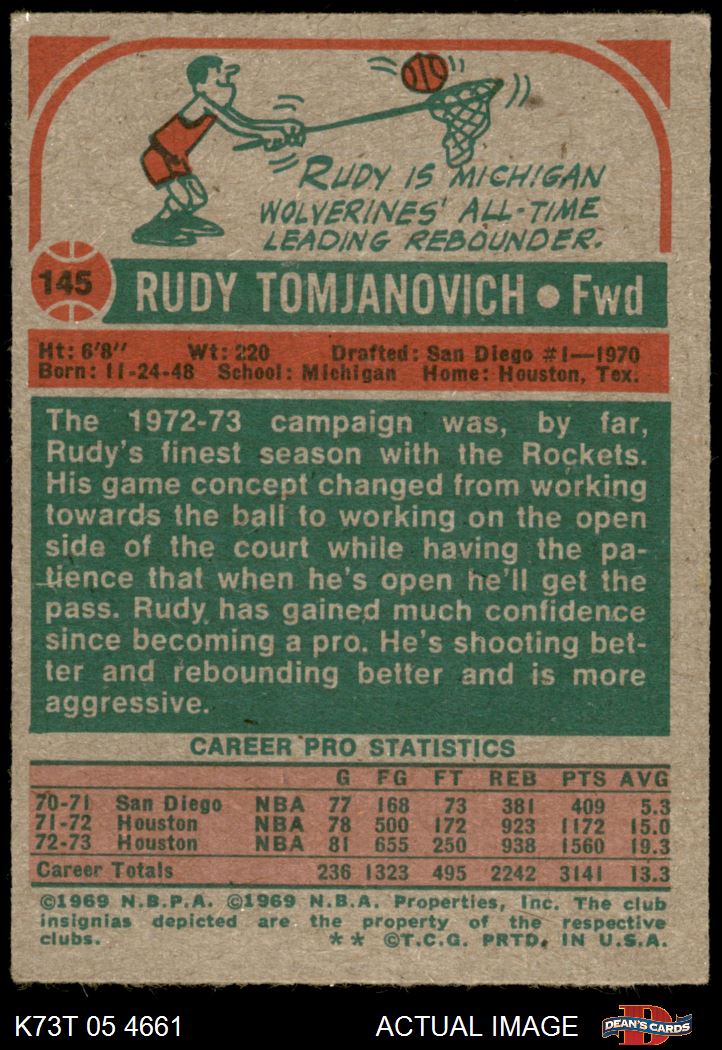 RUDY IS MICHIGAN
WOLVERINES' ALL-TIME
LEADING REBOUNDER.
145 RUDY TOMJANOVICH • Fwd
Ht: 6'8" Wt: 220 Drafted: San Diego #1—1970
Born: 11-24-48 School: Michigan Home: Houston, Tex.
The 1972-73 campaign was, by far,
Rudy's finest season with the Rockets.
His game concept changed from working
towards the ball to working on the open
side of the court while having the pa-
tience that when he's open he'll get the
pass. Rudy has gained much confidence
since becoming a pro. He's shooting bet-
ter and rebounding better and is more
aggressive.
CAREER PRO STATISTICS
G FG FT REB PTS AVG
70-71 San Diego NBA 77 168 73 381 409 5.3
71-72 Houston NBA 78 500 172 923 1172 15.0
72-73 Houston NBA 81 655 250 938 1560 19.3
Career Totals 236 1323 495 2242 3141 13.3
©1969 N.B.P.A. ©1969 N.B.A. Properties, Inc. The club
insignias depicted are the property of the respective
clubs. ** ©T.C.G. PRTD. IN U.S.A.
K73T 05 4661 ACTUAL IMAGE DEAN'S CARDS